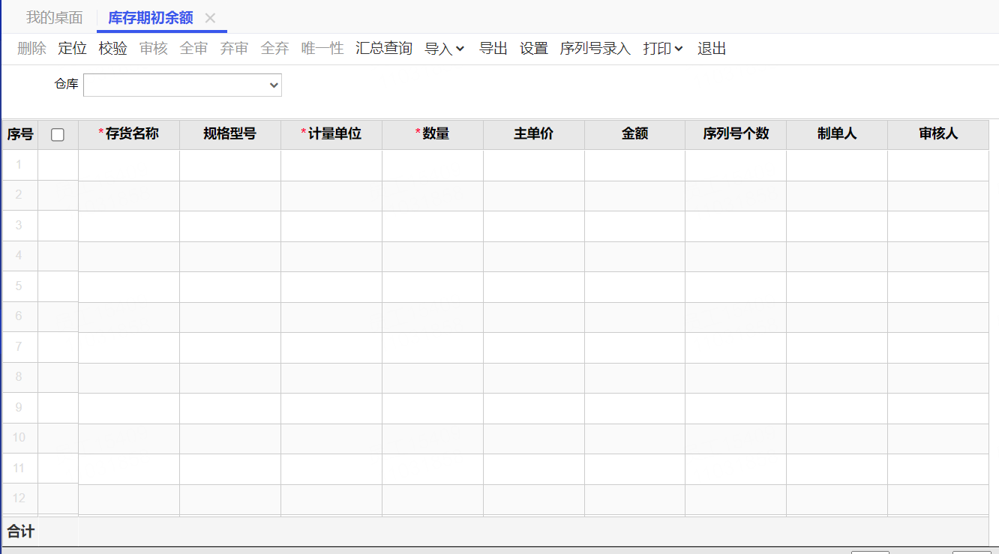 我的桌面 库存期初余额
删除 定位 校验 审核 全审 弃审 全弃 唯一性 汇总查询 导入 导出 设置 序列号录入 打印 退出
仓库
序号 *存货名称 规格型号 *计量单位 *数量 主单价 金额 序列号个数 制单人 审核人
1
2
3
4
5
6
7
8
9
10
11
12
合计